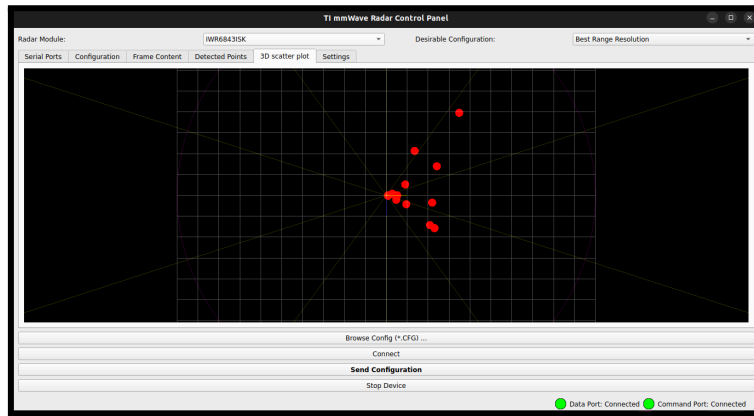 TI mmWave Radar Control Panel
Radar Module: IWR6843ISK Desirable Configuration: Best Range Resolution
Serial Ports Configuration Frame Content Detected Points 3D scatter plot Settings
Browse Config (*.CFG) ...
Connect
Send Configuration
Stop Device
Data Port: Connected Command Port: Connected